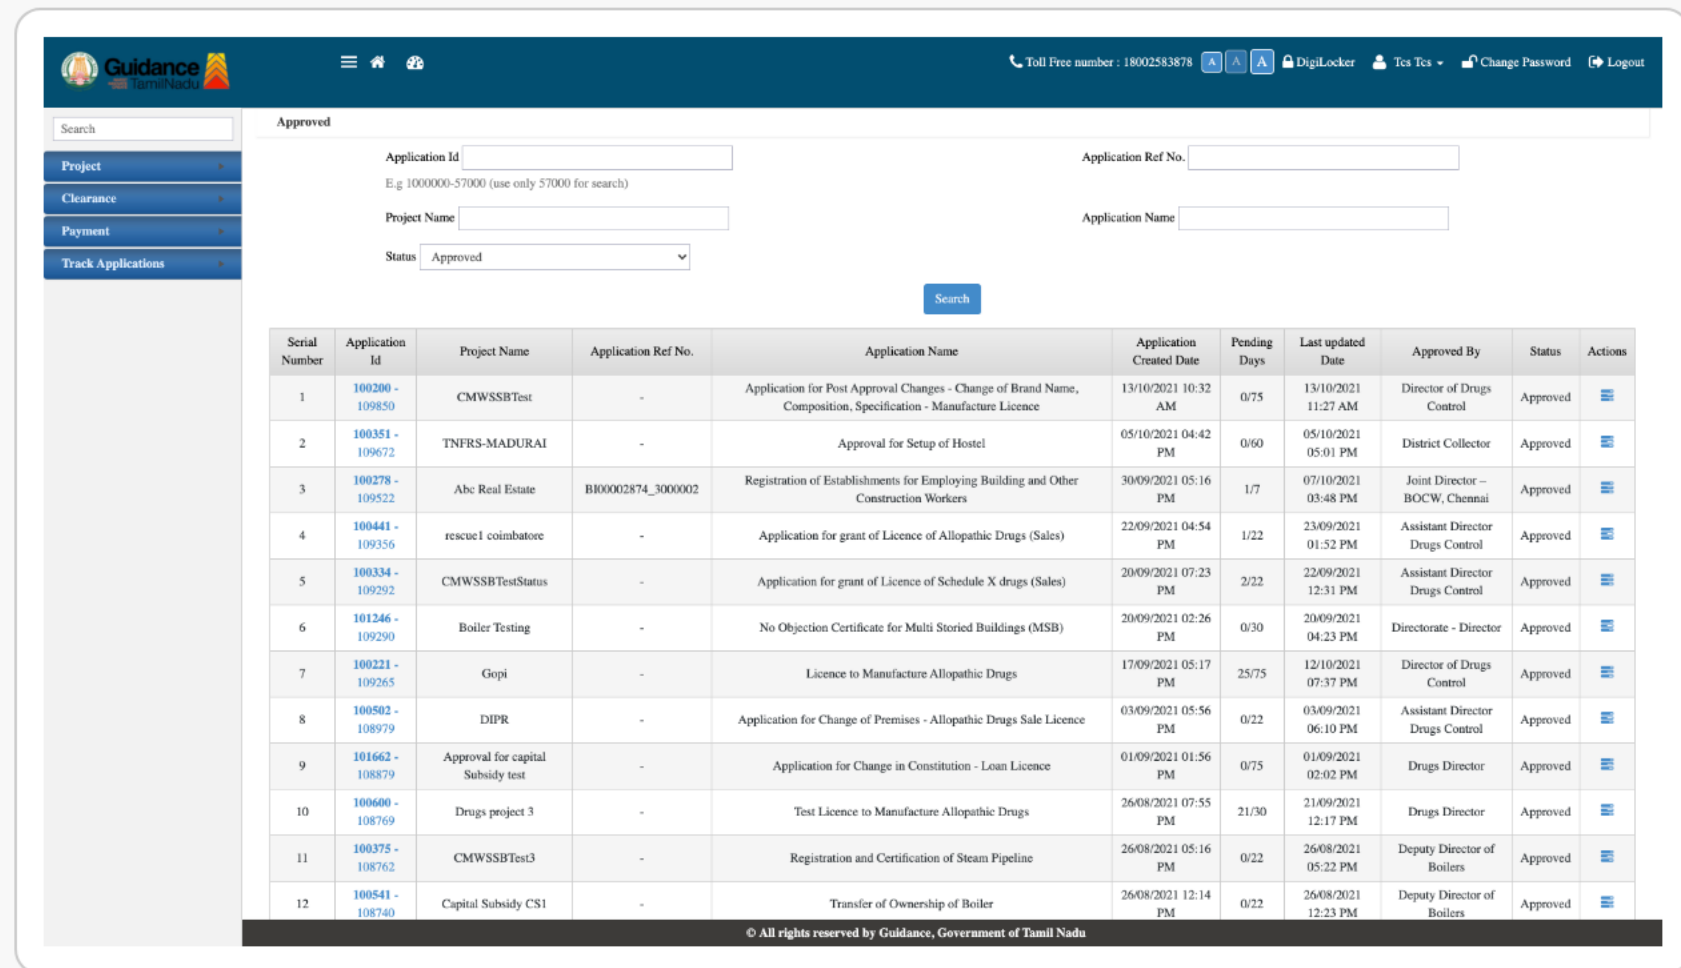 Guidance
TamilNadu
Toll Free number : 18002583878 A A A DigiLocker Tcs Tcs Change Password Logout
Search
Project
Clearance
Payment
Track Applications
Approved
Application Id
Application Ref No.
E.g 1000000-57000 (use only 57000 for search)
Project Name
Application Name
Status Approved
Search
Serial Number Application Id Project Name Application Ref No. Application Name Application Created Date Pending Days Last updated Date Approved By Status Actions
1 100200 - 109850 CMWSSBTest - Application for Post Approval Changes - Change of Brand Name, Composition, Specification - Manufacture Licence 13/10/2021 10:32 AM 0/75 13/10/2021 11:27 AM Director of Drugs Control Approved
2 100351 - 109672 TNFRS-MADURAI - Approval for Setup of Hostel 05/10/2021 04:42 PM 0/60 05/10/2021 05:01 PM District Collector Approved
3 100278 - 109522 Abc Real Estate BI00002874_3000002 Registration of Establishments for Employing Building and Other Construction Workers 30/09/2021 05:16 PM 1/7 07/10/2021 03:48 PM Joint Director – BOCW, Chennai Approved
4 100441 - 109356 rescue1 coimbatore - Application for grant of Licence of Allopathic Drugs (Sales) 22/09/2021 04:54 PM 1/22 23/09/2021 01:52 PM Assistant Director Drugs Control Approved
5 100334 - 109292 CMWSSBTestStatus - Application for grant of Licence of Schedule X drugs (Sales) 20/09/2021 07:23 PM 2/22 22/09/2021 12:31 PM Assistant Director Drugs Control Approved
6 101246 - 109290 Boiler Testing - No Objection Certificate for Multi Storied Buildings (MSB) 20/09/2021 02:26 PM 0/30 20/09/2021 04:23 PM Directorate - Director Approved
7 100221 - 109265 Gopi - Licence to Manufacture Allopathic Drugs 17/09/2021 05:17 PM 25/75 12/10/2021 07:37 PM Director of Drugs Control Approved
8 100502 - 108979 DIPR - Application for Change of Premises - Allopathic Drugs Sale Licence 03/09/2021 05:56 PM 0/22 03/09/2021 06:10 PM Assistant Director Drugs Control Approved
9 101662 - 108879 Approval for capital Subsidy test - Application for Change in Constitution - Loan Licence 01/09/2021 01:56 PM 0/75 01/09/2021 02:02 PM Drugs Director Approved
10 100600 - 108769 Drugs project 3 - Test Licence to Manufacture Allopathic Drugs 26/08/2021 07:55 PM 21/30 21/09/2021 12:17 PM Drugs Director Approved
11 100375 - 108762 CMWSSBTest3 - Registration and Certification of Steam Pipeline 26/08/2021 05:16 PM 0/22 26/08/2021 05:22 PM Deputy Director of Boilers Approved
12 100541 - 108740 Capital Subsidy CS1 - Transfer of Ownership of Boiler 26/08/2021 12:14 PM 0/22 26/08/2021 12:23 PM Deputy Director of Boilers Approved
© All rights reserved by Guidance, Government of Tamil Nadu